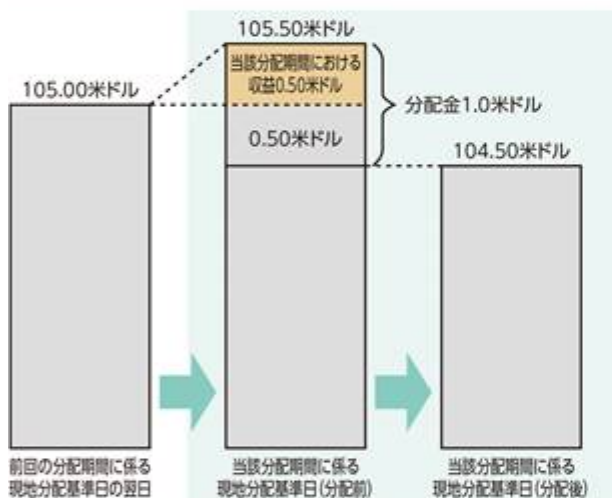 105.50米ドル
当該分配期間における
収益0.50米ドル
105.00米ドル
分配金1.0米ドル
0.50米ドル
104.50米ドル
前回の分配期間に係る
現地分配基準日の翌日
当該分配期間に係る
現地分配基準日(分配前)
当該分配期間に係る
現地分配基準日(分配後)